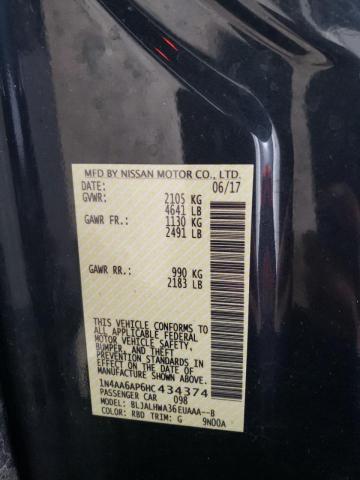 MFD BY NISSAN MOTOR CO., LTD.
DATE: 06/17
GVWR: 2105 KG
4641 LB
GAWR FR.: 1130 KG
2491 LB
GAWR RR.: 990 KG
2183 LB
THIS VEHICLE CONFORMS TO
ALL APPLICABLE FEDERAL
MOTOR VEHICLE SAFETY,
BUMPER, AND THEFT
PREVENTION STANDARDS IN
EFFECT ON THE DATE OF
MANUFACTURE SHOWN ABOVE.
1N4AA6AP6HC434374
PASSENGER CAR 098
MODEL: BLJALHWA36EUAAA--B
COLOR: RBD TRIM: G 9N00A